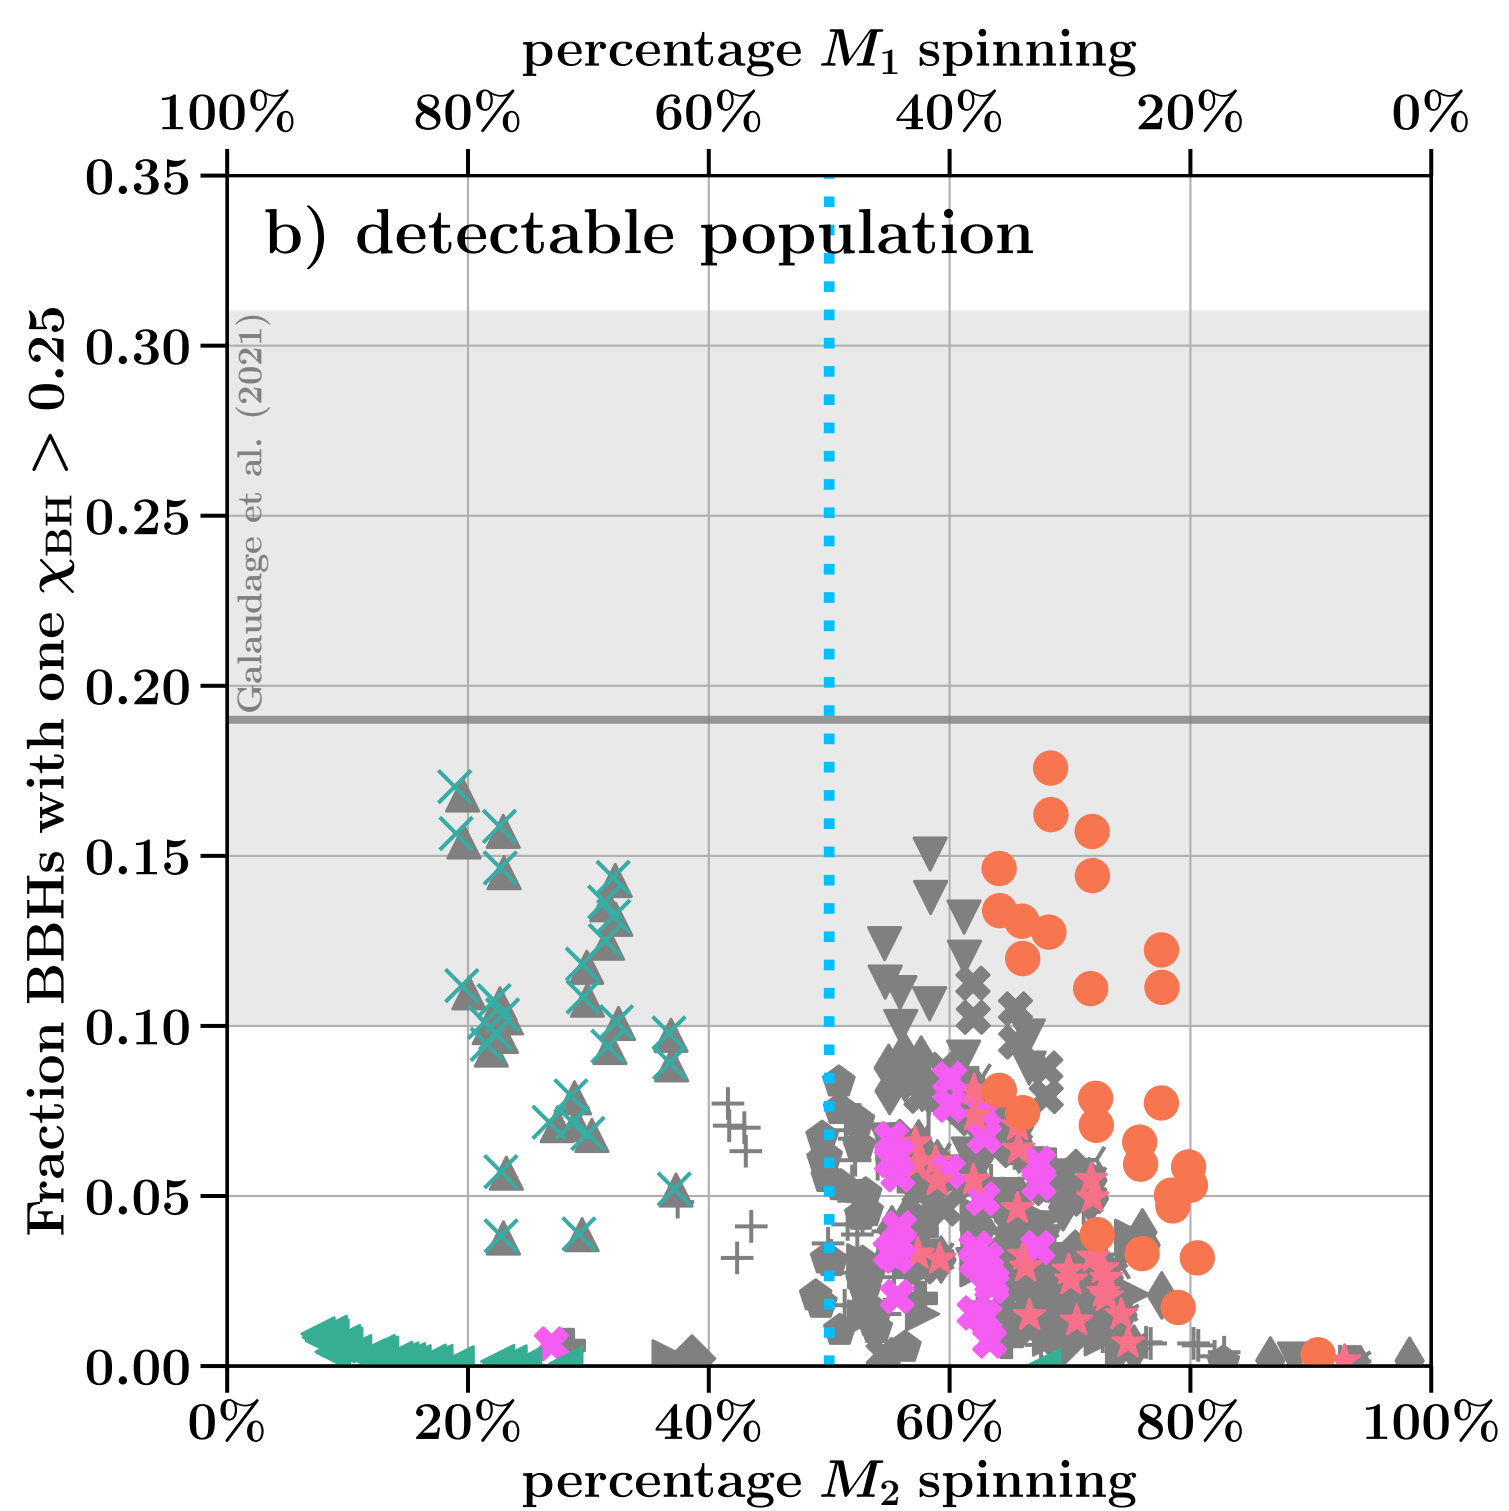 percentage M₁ spinning
100% 80% 60% 40% 20% 0%
b) detectable population
Galaudage et al. (2021)
Fraction BBHs with one χ_BH > 0.25
0.35
0.30
0.25
0.20
0.15
0.10
0.05
0.00
0% 20% 40% 60% 80% 100%
percentage M₂ spinning